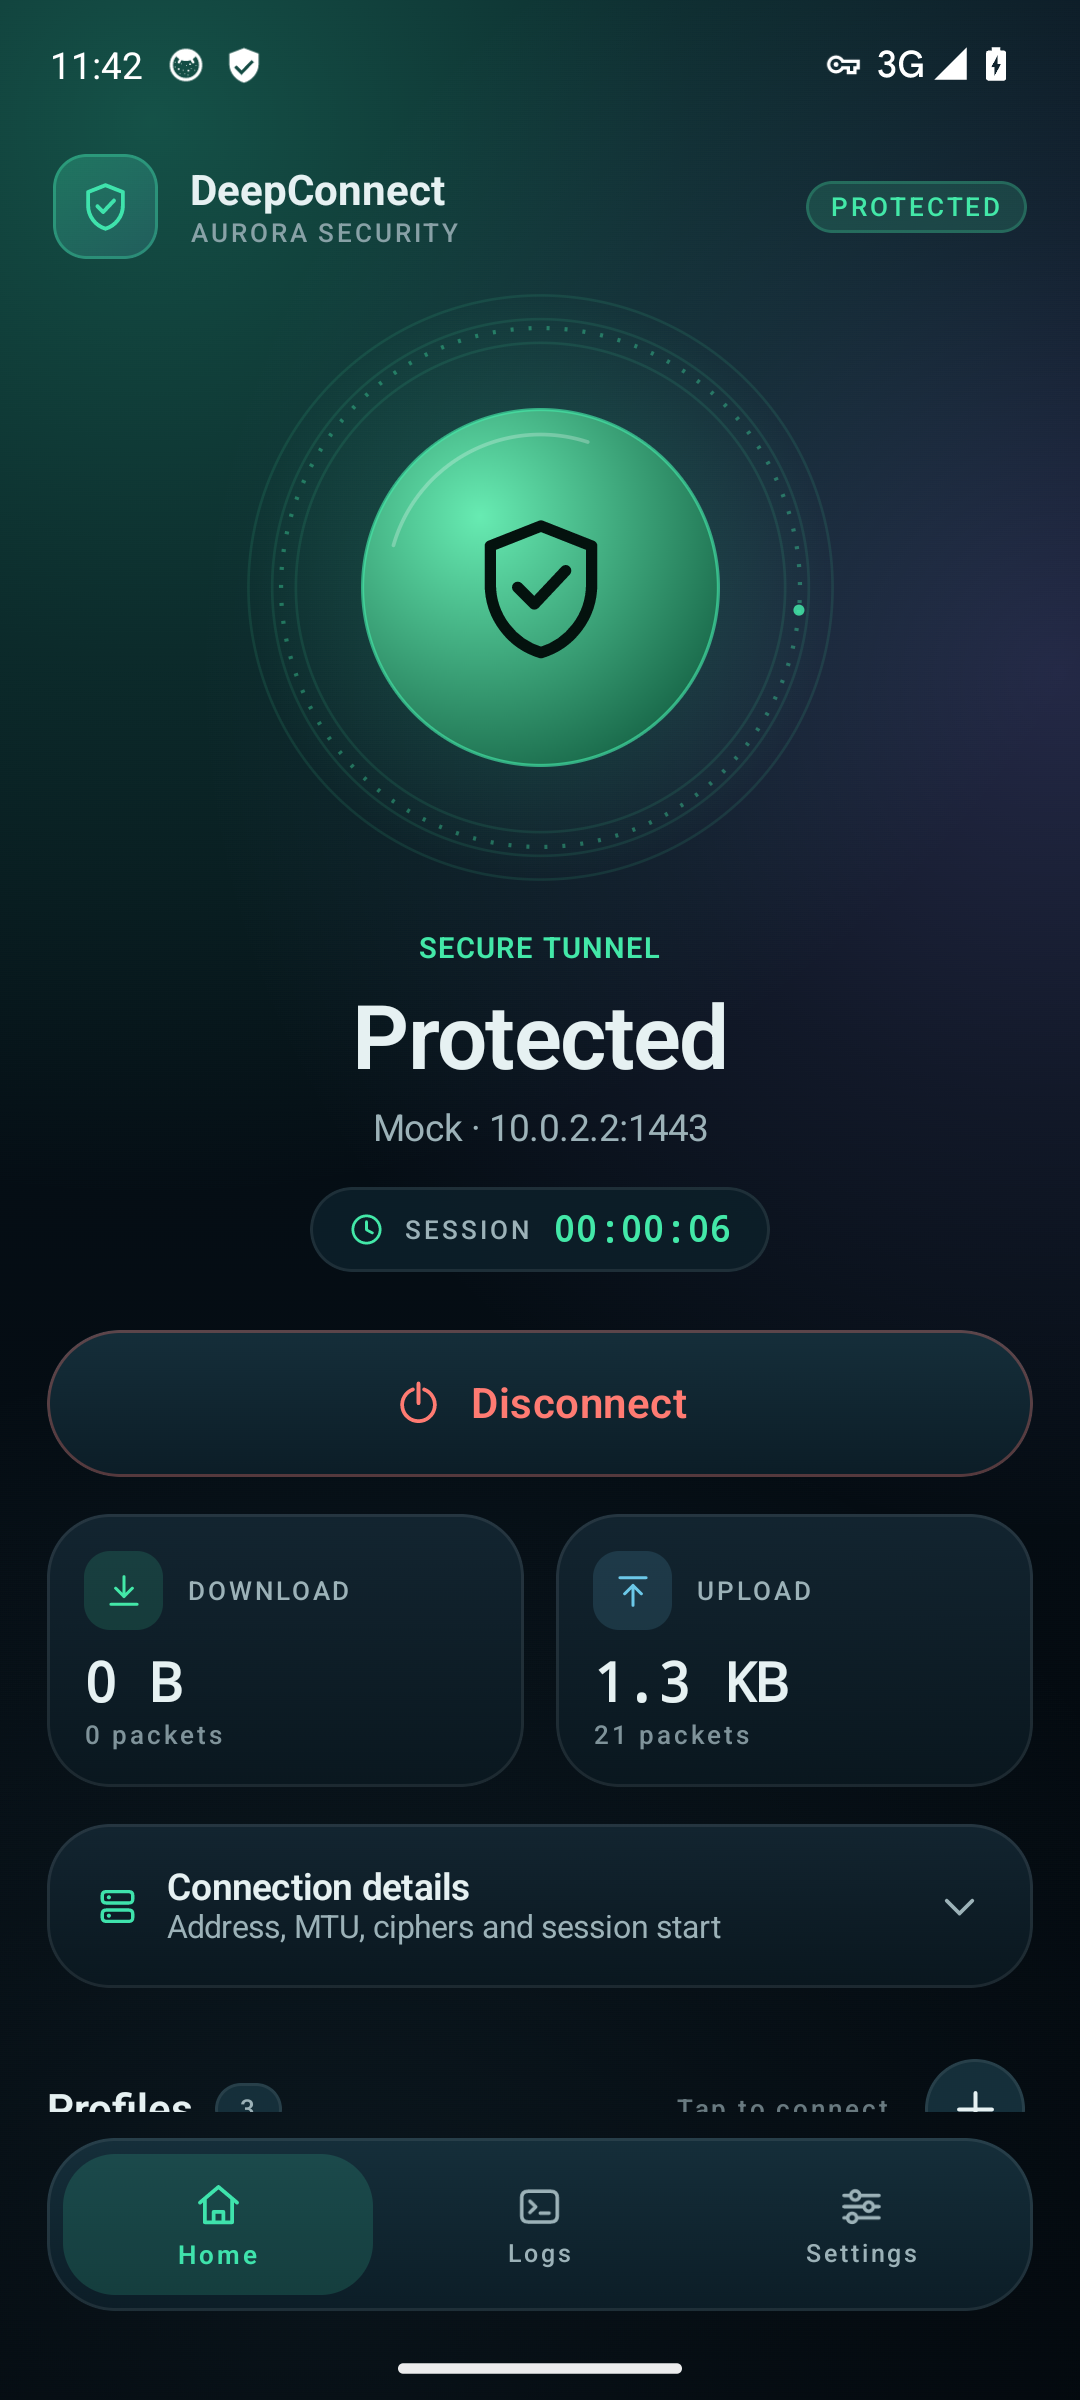 11:42
3G
DeepConnect
AURORA SECURITY
PROTECTED
SECURE TUNNEL
Protected
Mock · 10.0.2.2:1443
SESSION 00:00:06
Disconnect
DOWNLOAD
0 B
0 packets
UPLOAD
1.3 KB
21 packets
Connection details
Address, MTU, ciphers and session start
Profiles 3
Tap to connect
Home
Logs
Settings